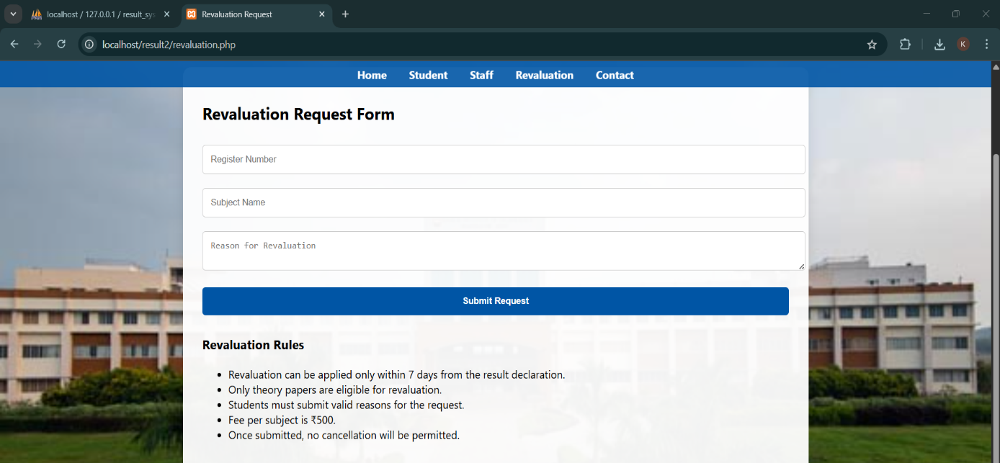 localhost / 127.0.0.1 / result_sys
Revaluation Request
localhost/result2/revaluation.php
K
Home Student Staff Revaluation Contact
Revaluation Request Form
Register Number
Subject Name
Reason for Revaluation
Submit Request
Revaluation Rules
• Revaluation can be applied only within 7 days from the result declaration.
• Only theory papers are eligible for revaluation.
• Students must submit valid reasons for the request.
• Fee per subject is ₹500.
• Once submitted, no cancellation will be permitted.